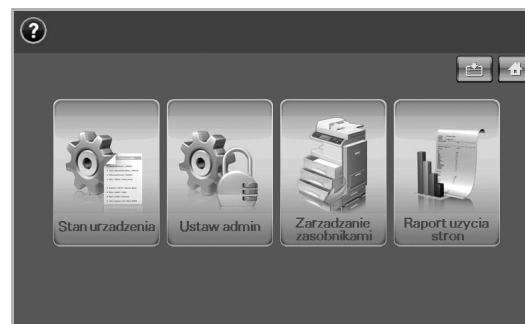 ?
Stan urzadzenia
Ustaw admin
Zarzadzanie
zasobnikami
Raport uzycia
stron